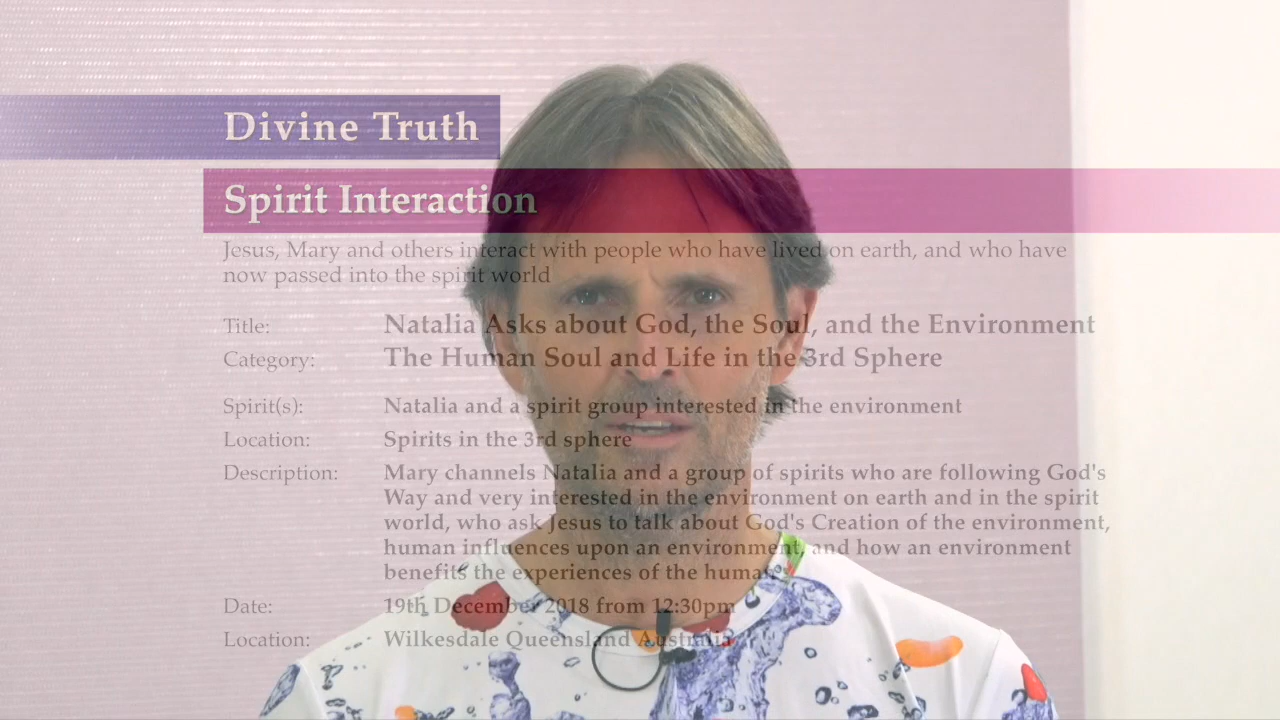 Divine Truth
Spirit Interaction
Jesus, Mary and others interact with people who have lived on earth, and who have
now passed into the spirit world
Title: Natalia Asks about God, the Soul, and the Environment
Category: The Human Soul and Life in the 3rd Sphere
Spirit(s): Natalia and a spirit group interested in the environment
Location: Spirits in the 3rd sphere
Description: Mary channels Natalia and a group of spirits who are following God's
Way and very interested in the environment on earth and in the spirit
world, who ask Jesus to talk about God's Creation of the environment,
human influences upon an environment, and how an environment
benefits the experiences of the human
Date: 19th December 2018 from 12:30pm
Location: Wilkesdale Queensland Australia